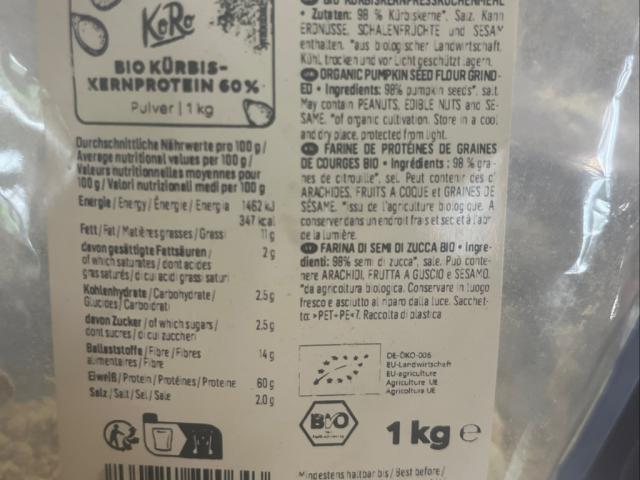 KoRo
BIO KÜRBIS-
KERNPROTEIN 60%
Pulver | 1 kg
Durchschnittliche Nährwerte pro 100 g /
Average nutritional values per 100 g /
Valeurs nutritionnelles moyennes pour
100 g / Valori nutrizionali medi per 100 g
Energie / Energy / Énergie / Energia 1462 kJ
347 kcal
Fett / Fat / Matières grasses / Grassi 11 g
davon gesättigte Fettsäuren / 2 g
of which saturates / dont acides
gras saturés / di cui acidi grassi saturi
Kohlenhydrate / Carbohydrate / 2,5 g
Glucides / Carboidrati
davon Zucker / of which sugars / 2,5 g
dont sucres / di cui zuccheri
Ballaststoffe / Fibre / Fibres 14 g
alimentaires / Fibre
Eiweiß / Protein / Protéines / Proteine 60 g
Salz / Salt / Sel / Sale 2,0 g
BIO KÜRBISKERNPRESSKUCHENMEHL
• Zutaten: 98 % Kürbiskerne*, Salz. Kann
ERDNÜSSE, SCHALENFRÜCHTE und SESAM
enthalten. *aus biologischer Landwirtschaft.
Kühl, trocken und vor Licht geschützt lagern.
ORGANIC PUMPKIN SEED FLOUR GRIND-
ED • Ingredients: 98% pumpkin seeds*, salt.
May contain PEANUTS, EDIBLE NUTS and SE-
SAME. *of organic cultivation. Store in a cool
and dry place, protected from light.
FARINE DE PROTÉINES DE GRAINES
DE COURGES BIO • Ingrédients : 98 % grai-
nes de citrouille*, sel. Peut contenir des
ARACHIDES, FRUITS À COQUE et GRAINES DE
SÉSAME. *issu de l'agriculture biologique. À
conserver dans un endroit frais et sec et à l'abri
de la lumière.
FARINA DI SEMI DI ZUCCA BIO • Ingre-
dienti: 98% semi di zucca*, sale. Può conte-
nere ARACHIDI, FRUTTA A GUSCIO e SESAMO.
*da agricoltura biologica. Conservare in luogo
fresco e asciutto al riparo dalla luce. Sacchet-
to: >PET+PE<7. Raccolta di plastica
DE-ÖKO-006
EU-Landwirtschaft
EU-agriculture
Agriculture UE
Agricoltura UE
BIO
1 kg e
Mindestens haltbar bis / Best before /